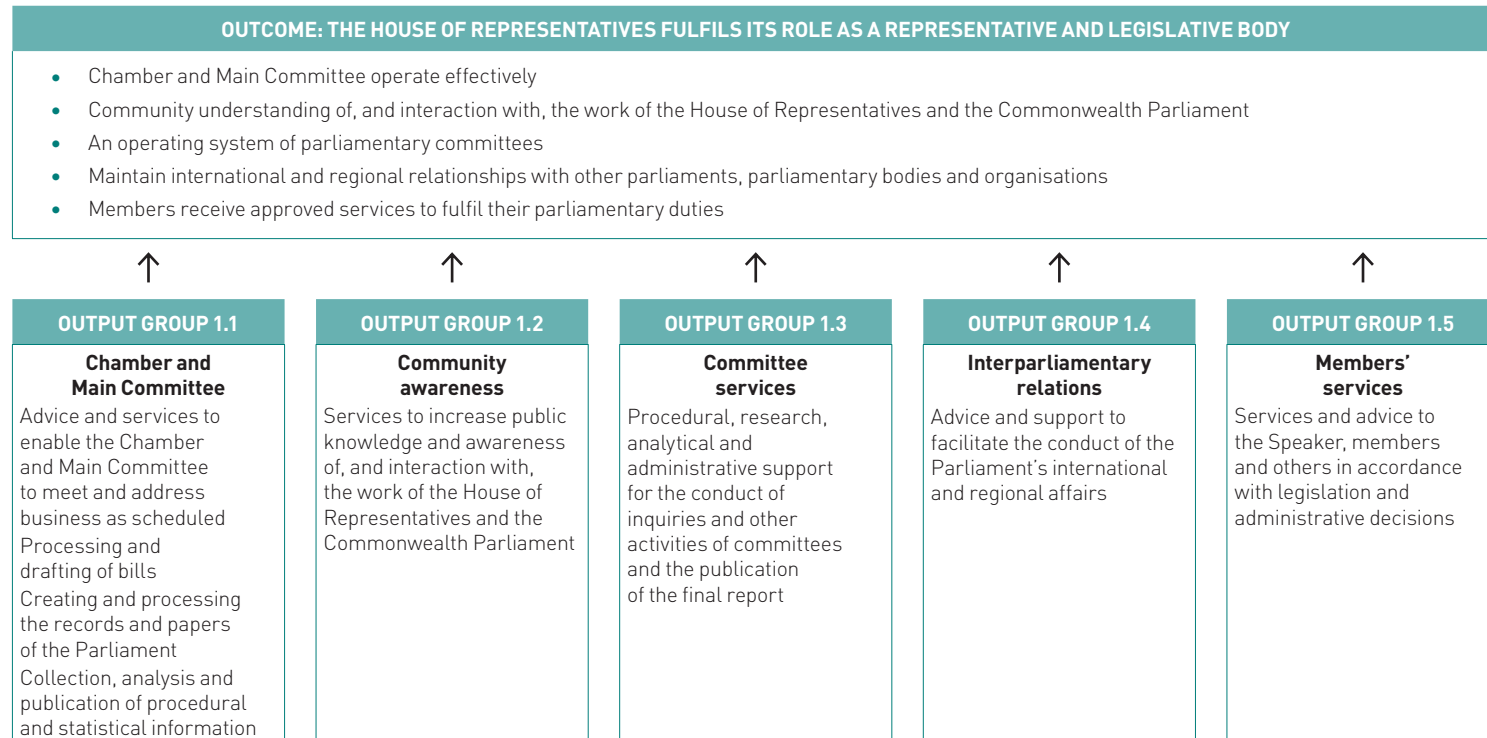 OUTCOME: THE HOUSE OF REPRESENTATIVES FULFILS ITS ROLE AS A REPRESENTATIVE AND LEGISLATIVE BODY
• Chamber and Main Committee operate effectively
• Community understanding of, and interaction with, the work of the House of Representatives and the Commonwealth Parliament
• An operating system of parliamentary committees
• Maintain international and regional relationships with other parliaments, parliamentary bodies and organisations
• Members receive approved services to fulfil their parliamentary duties
OUTPUT GROUP 1.1
Chamber and
Main Committee
Advice and services to
enable the Chamber
and Main Committee
to meet and address
business as scheduled
Processing and
drafting of bills
Creating and processing
the records and papers
of the Parliament
Collection, analysis and
publication of procedural
and statistical information
OUTPUT GROUP 1.2
Community
awareness
Services to increase public
knowledge and awareness
of, and interaction with,
the work of the House of
Representatives and the
Commonwealth Parliament
OUTPUT GROUP 1.3
Committee
services
Procedural, research,
analytical and
administrative support
for the conduct of
inquiries and other
activities of committees
and the publication
of the final report
OUTPUT GROUP 1.4
Interparliamentary
relations
Advice and support to
facilitate the conduct of the
Parliament's international
and regional affairs
OUTPUT GROUP 1.5
Members'
services
Services and advice to
the Speaker, members
and others in accordance
with legislation and
administrative decisions